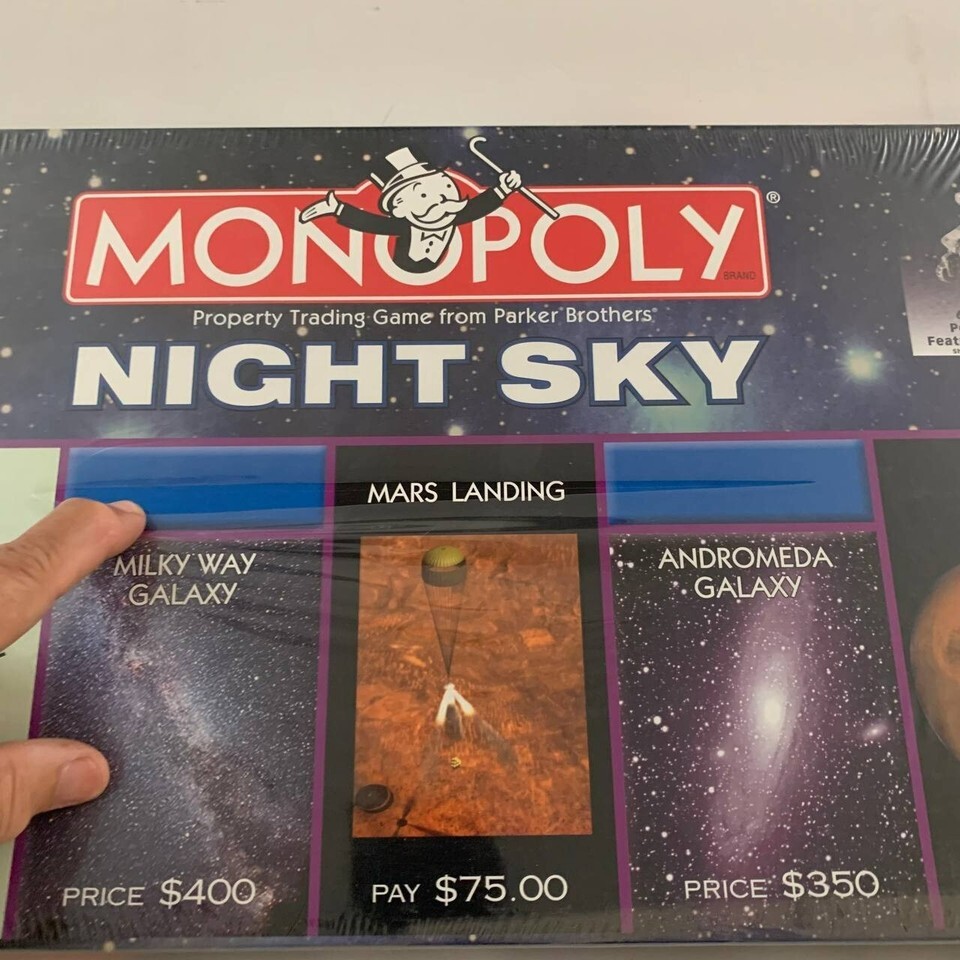 MONOPOLY®
BRAND
Property Trading Game from Parker Brothers
NIGHT SKY
MILKY WAY
GALAXY
PRICE $400
MARS LANDING
PAY $75.00
ANDROMEDA
GALAXY
PRICE $350